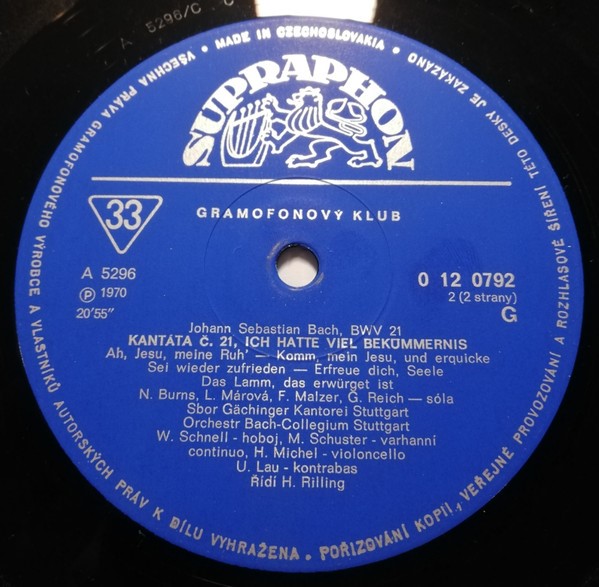 A 5296/C
VŠECHNA PRÁVA GRAMOFONOVÉHO VÝROBCE A VLASTNÍKŮ AUTORSKÝCH PRÁV K DÍLU VYHRAŽENA • POŘIZOVÁNÍ KOPIÍ, VEŘEJNÉ PROVOZOVÁNÍ A ROZHLASOVÉ ŠÍŘENÍ TÉTO DESKY JE ZAKÁZÁNO
• MADE IN CZECHOSLOVAKIA •
SUPRAPHON
33
GRAMOFONOVÝ KLUB
A 5296
Ⓟ 1970
20'55"
0 12 0792
2 (2 strany)
G
Johann Sebastian Bach, BWV 21
KANTÁTA Č. 21, ICH HATTE VIEL BEKÜMMERNIS
Ah, Jesu, meine Ruh' — Komm, mein Jesu, und erquicke
Sei wieder zufrieden — Erfreue dich, Seele
Das Lamm, das erwürget ist
N. Burns, L. Márová, F. Malzer, G. Reich — sóla
Sbor Gächinger Kantorei Stuttgart
Orchestr Bach-Collegium Stuttgart
W. Schnell - hoboj, M. Schuster - varhanní
continuo, H. Michel - violoncello
U. Lau - kontrabas
Řídí H. Rilling